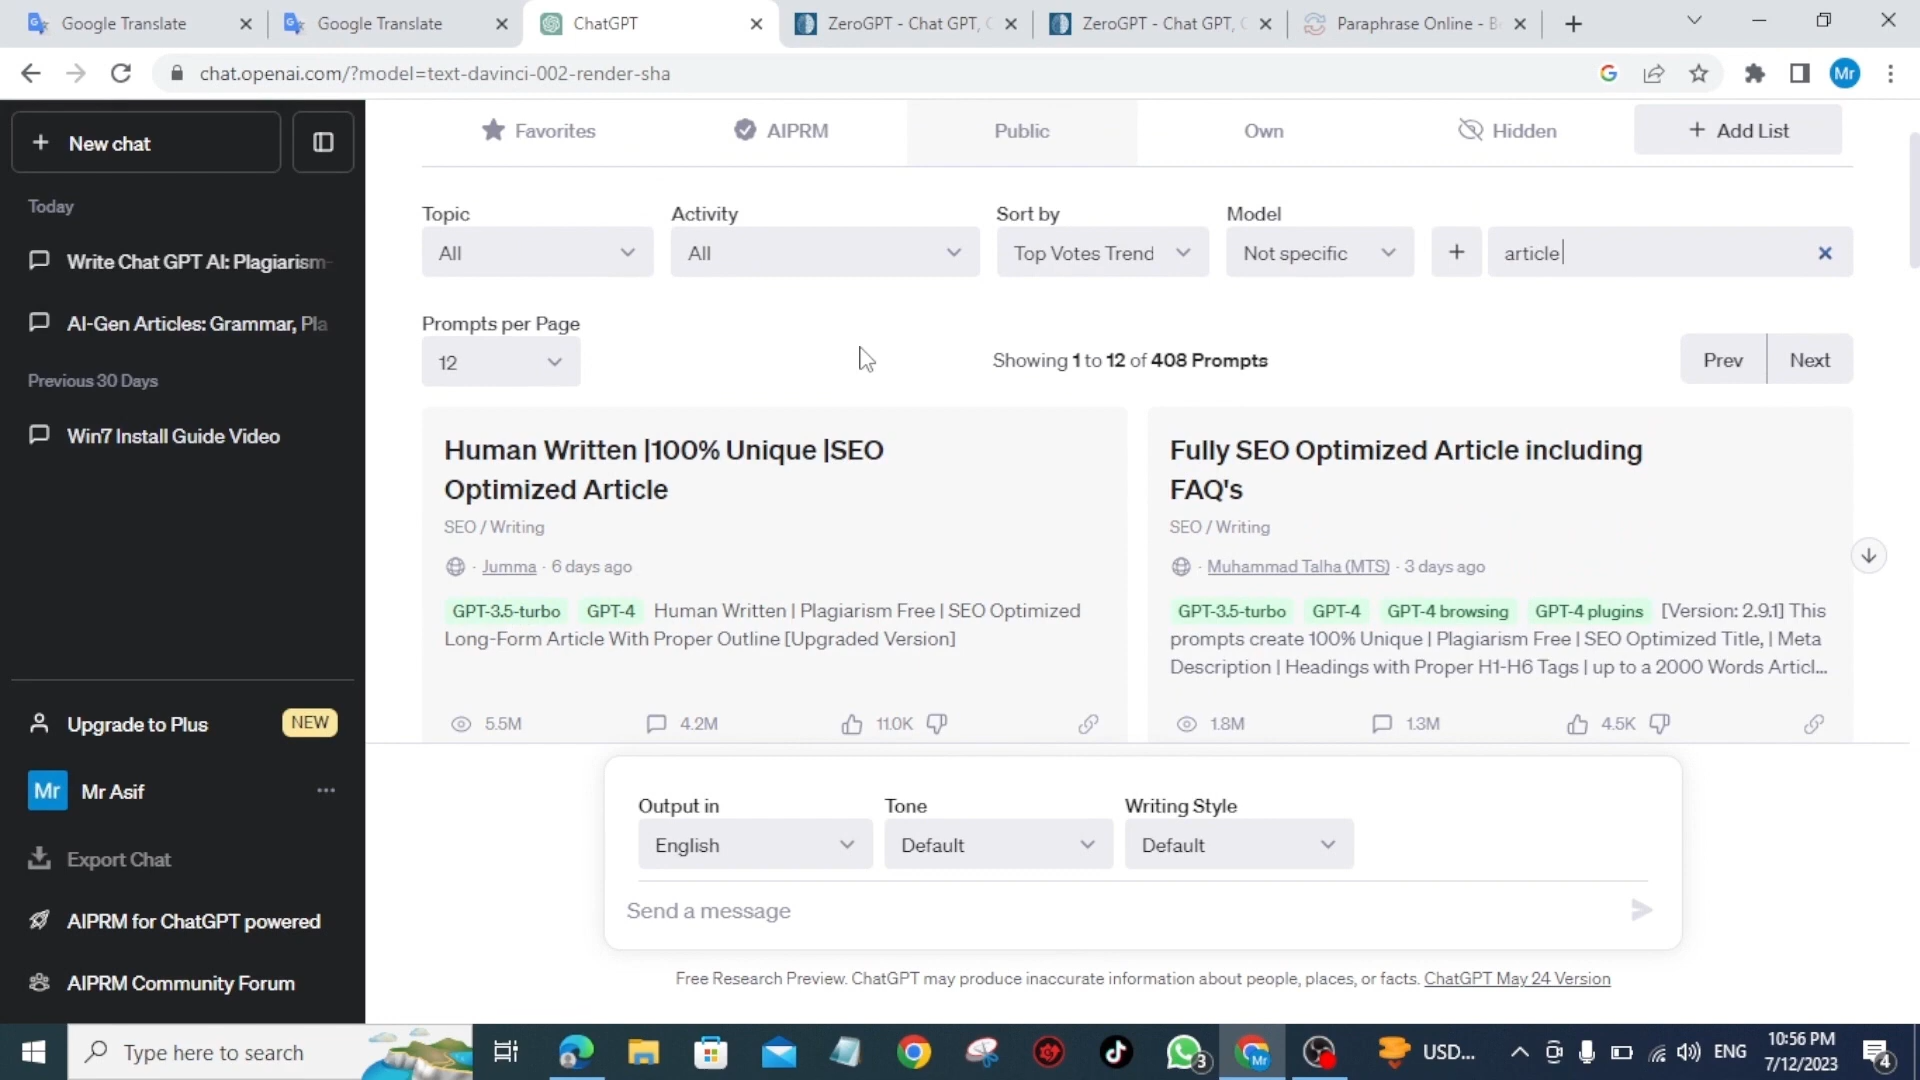 Google Translate
Google Translate
ChatGPT
ZeroGPT - Chat GPT,
ZeroGPT - Chat GPT,
Paraphrase Online - B
chat.openai.com/?model=text-davinci-002-render-sha
Mr
New chat
Favorites
AIPRM
Public
Own
Hidden
Add List
Today
Write Chat GPT AI: Plagiarism-
AI-Gen Articles: Grammar, Pla
Previous 30 Days
Win7 Install Guide Video
Topic
Activity
Sort by
Model
All
All
Top Votes Trend
Not specific
+
article
Prompts per Page
12
Showing 1 to 12 of 408 Prompts
Prev
Next
Human Written |100% Unique |SEO
Optimized Article
SEO / Writing
· Jumma · 6 days ago
GPT-3.5-turbo GPT-4 Human Written | Plagiarism Free | SEO Optimized
Long-Form Article With Proper Outline [Upgraded Version]
5.5M
4.2M
11.0K
Fully SEO Optimized Article including
FAQ's
SEO / Writing
· Muhammad Talha (MTS) · 3 days ago
GPT-3.5-turbo GPT-4 GPT-4 browsing GPT-4 plugins [Version: 2.9.1] This
prompts create 100% Unique | Plagiarism Free | SEO Optimized Title, | Meta
Description | Headings with Proper H1-H6 Tags | up to a 2000 Words Articl...
1.8M
1.3M
4.5K
Upgrade to Plus
NEW
Mr
Mr Asif
Export Chat
AIPRM for ChatGPT powered
AIPRM Community Forum
Output in
Tone
Writing Style
English
Default
Default
Send a message
Free Research Preview. ChatGPT may produce inaccurate information about people, places, or facts. ChatGPT May 24 Version
Type here to search
3
Mr
USD...
ENG
10:56 PM
7/12/2023
4